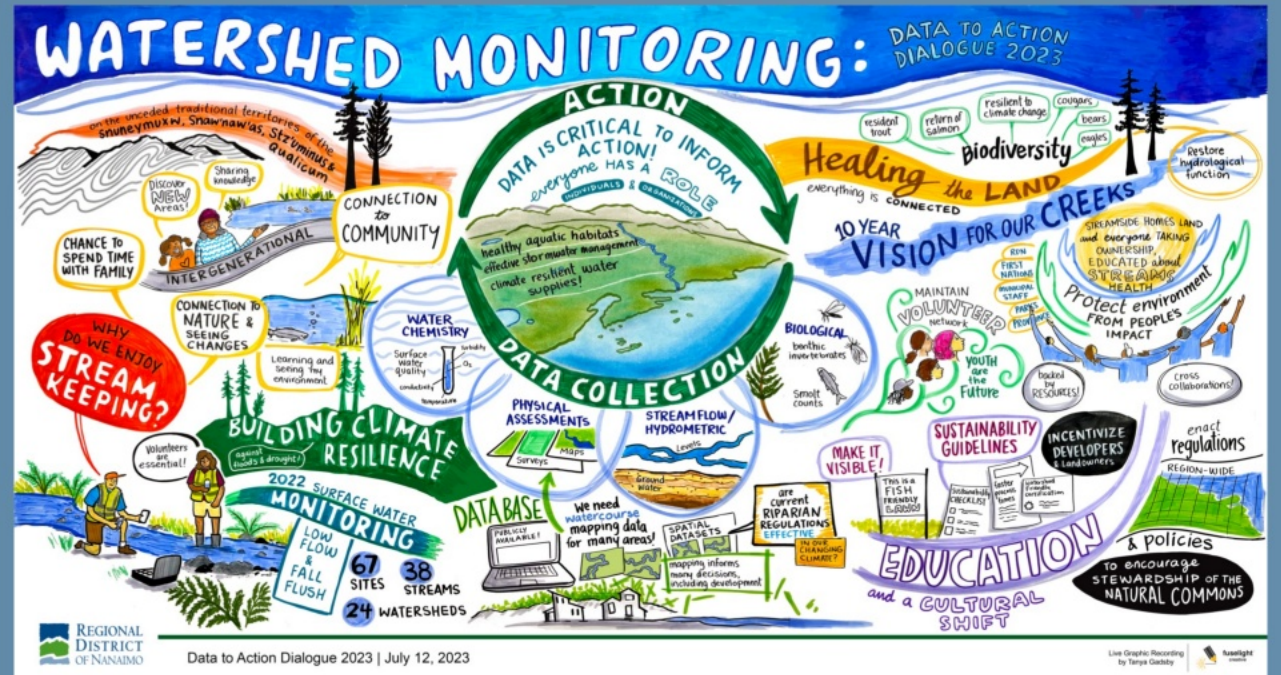 WATERSHED MONITORING:
DATA TO ACTION
DIALOGUE 2023
on the unceded traditional territories of the
Snuneymuxw, Snaw'naw'as, Stz'uminus &
Qualicum
Discover
NEW
Areas!
Sharing
knowledge
INTERGENERATIONAL
CONNECTION
to
COMMUNITY
CHANCE TO
SPEND TIME
WITH FAMILY
CONNECTION TO
NATURE &
SEEING
CHANGES
Learning and
seeing my
environment
WHY
DO WE ENJOY
STREAM
KEEPING?
Volunteers
are
essential!
BUILDING CLIMATE
RESILIENCE
against
floods & drought!
2022 SURFACE WATER
MONITORING
LOW
FLOW
&
FALL
FLUSH
67
SITES
38
STREAMS
24 WATERSHEDS
ACTION
DATA IS CRITICAL TO INFORM
ACTION!
everyone HAS A ROLE
INDIVIDUALS & ORGANIZATIONS
healthy aquatic habitats
effective stormwater management
climate resilient water
supplies!
DATA COLLECTION
WATER
CHEMISTRY
Surface
water
quality
turbidity
O₂
conductivity
temperature
PHYSICAL
ASSESSMENTS
Maps
Surveys
STREAMFLOW/
HYDROMETRIC
Levels
Ground
Water
BIOLOGICAL
benthic
invertebrates
Smolt
counts
DATABASE
PUBLICLY
AVAILABLE!
We need
watercourse
mapping data
for many areas!
SPATIAL
DATASETS
mapping informs
many decisions,
including development
are
current
RIPARIAN
REGULATIONS
EFFECTIVE
IN OUR
CHANGING
CLIMATE?
resident
trout
return of
salmon
resilient to
climate change
cougars
bears
eagles
Biodiversity
Healing the LAND
everything is CONNECTED
Restore
hydrological
function
10 YEAR
VISION FOR OUR CREEKS
STREAMSIDE HOMES LAND
and everyone TAKING
OWNERSHIP,
EDUCATED about
STREAMS
HEALTH
RDN
FIRST
NATIONS
MUNICIPAL
STAFF
PARKS
PROVINCE
Protect environment
FROM PEOPLE'S
IMPACT
MAINTAIN
VOLUNTEER
Network
YOUTH
are the
Future
backed
by
RESOURCES!
cross
collaborations!
MAKE IT
VISIBLE!
THIS IS A
FISH
FRIENDLY
SUSTAINABILITY
GUIDELINES
Sustainability
CHECKLIST
faster
process
times
watershed
friendly
certification
INCENTIVIZE
DEVELOPERS
& landowners
EDUCATION
and a CULTURAL
SHIFT
enact
regulations
REGION-WIDE
& policies
to encourage
STEWARDSHIP OF THE
NATURAL COMMONS
REGIONAL
DISTRICT
OF NANAIMO
Data to Action Dialogue 2023 | July 12, 2023
Live Graphic Recording
by Tanya Gadsby
fuselight
creative